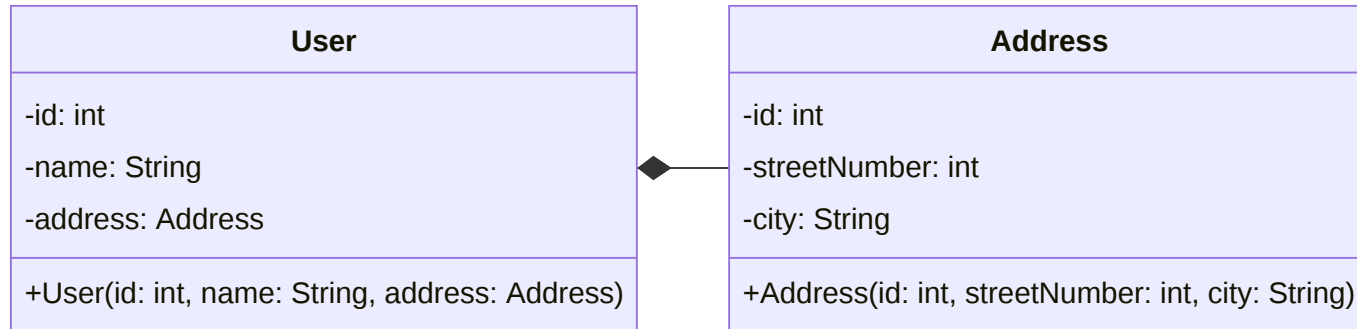 User
-id: int
-name: String
-address: Address
+User(id: int, name: String, address: Address)
Address
-id: int
-streetNumber: int
-city: String
+Address(id: int, streetNumber: int, city: String)